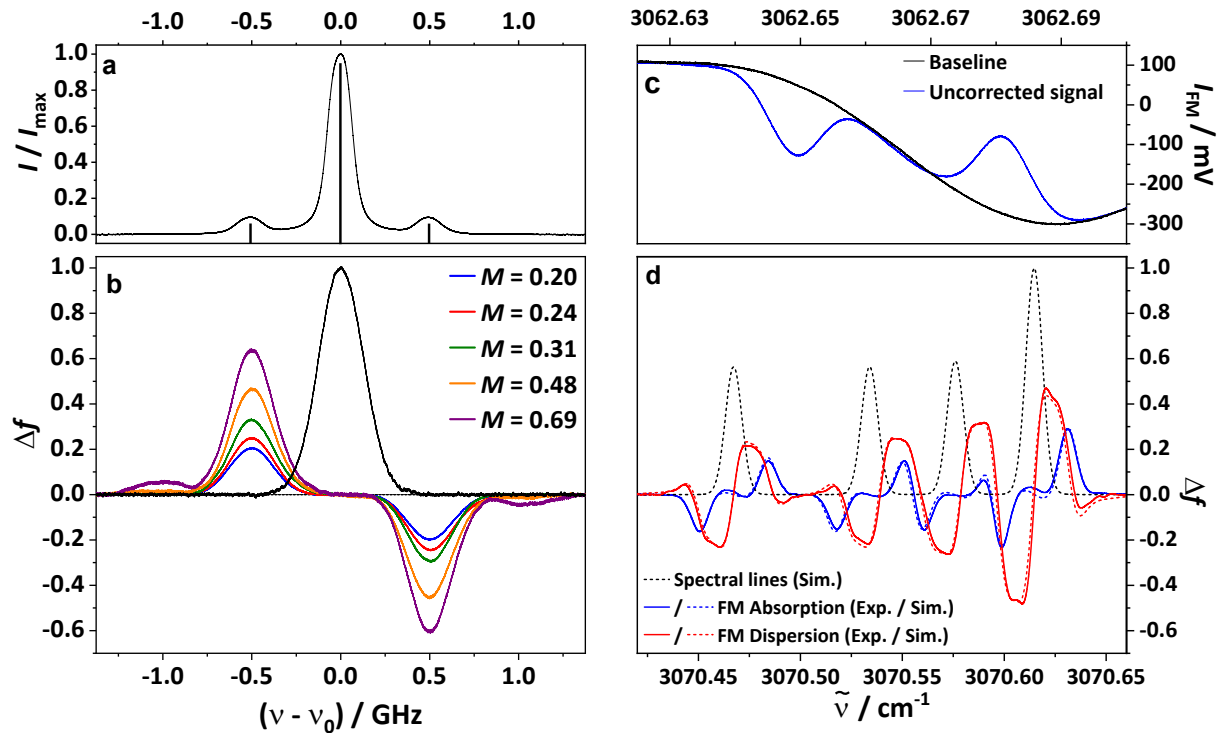 -1.0 -0.5 0.0 0.5 1.0
3062.63 3062.65 3062.67 3062.69
a
1.0
0.8
0.6
0.4
0.2
0.0
I / Imax
c
Baseline
Uncorrected signal
100
0
-100
-200
-300
I_FM / mV
b
M = 0.20
M = 0.24
M = 0.31
M = 0.48
M = 0.69
1.0
0.8
0.6
0.4
0.2
0.0
-0.2
-0.4
-0.6
Δf
-1.0 -0.5 0.0 0.5 1.0
(ν - ν0) / GHz
d
1.0
0.8
0.6
0.4
0.2
0.0
-0.2
-0.4
-0.6
Δf
Spectral lines (Sim.)
/ FM Absorption (Exp. / Sim.)
/ FM Dispersion (Exp. / Sim.)
3070.45 3070.50 3070.55 3070.60 3070.65
ν̃ / cm⁻¹